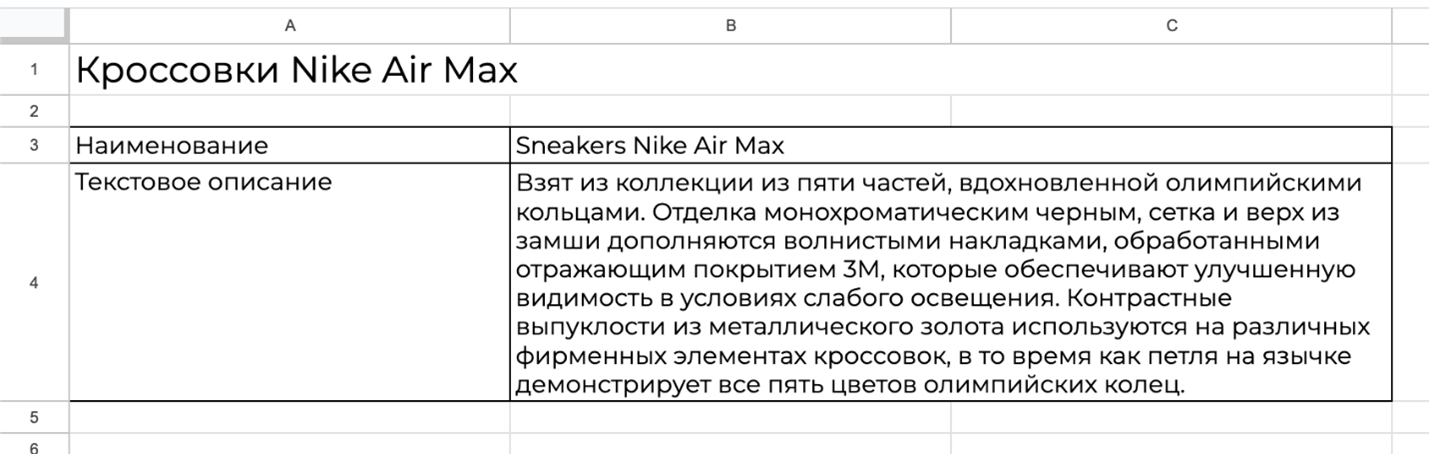 A B C
1 Кроссовки Nike Air Max
2
3 Наименование Sneakers Nike Air Max
4 Текстовое описание Взят из коллекции из пяти частей, вдохновленной олимпийскими
кольцами. Отделка монохроматическим черным, сетка и верх из
замши дополняются волнистыми накладками, обработанными
отражающим покрытием 3М, которые обеспечивают улучшенную
видимость в условиях слабого освещения. Контрастные
выпуклости из металлического золота используются на различных
фирменных элементах кроссовок, в то время как петля на язычке
демонстрирует все пять цветов олимпийских колец.
5
6